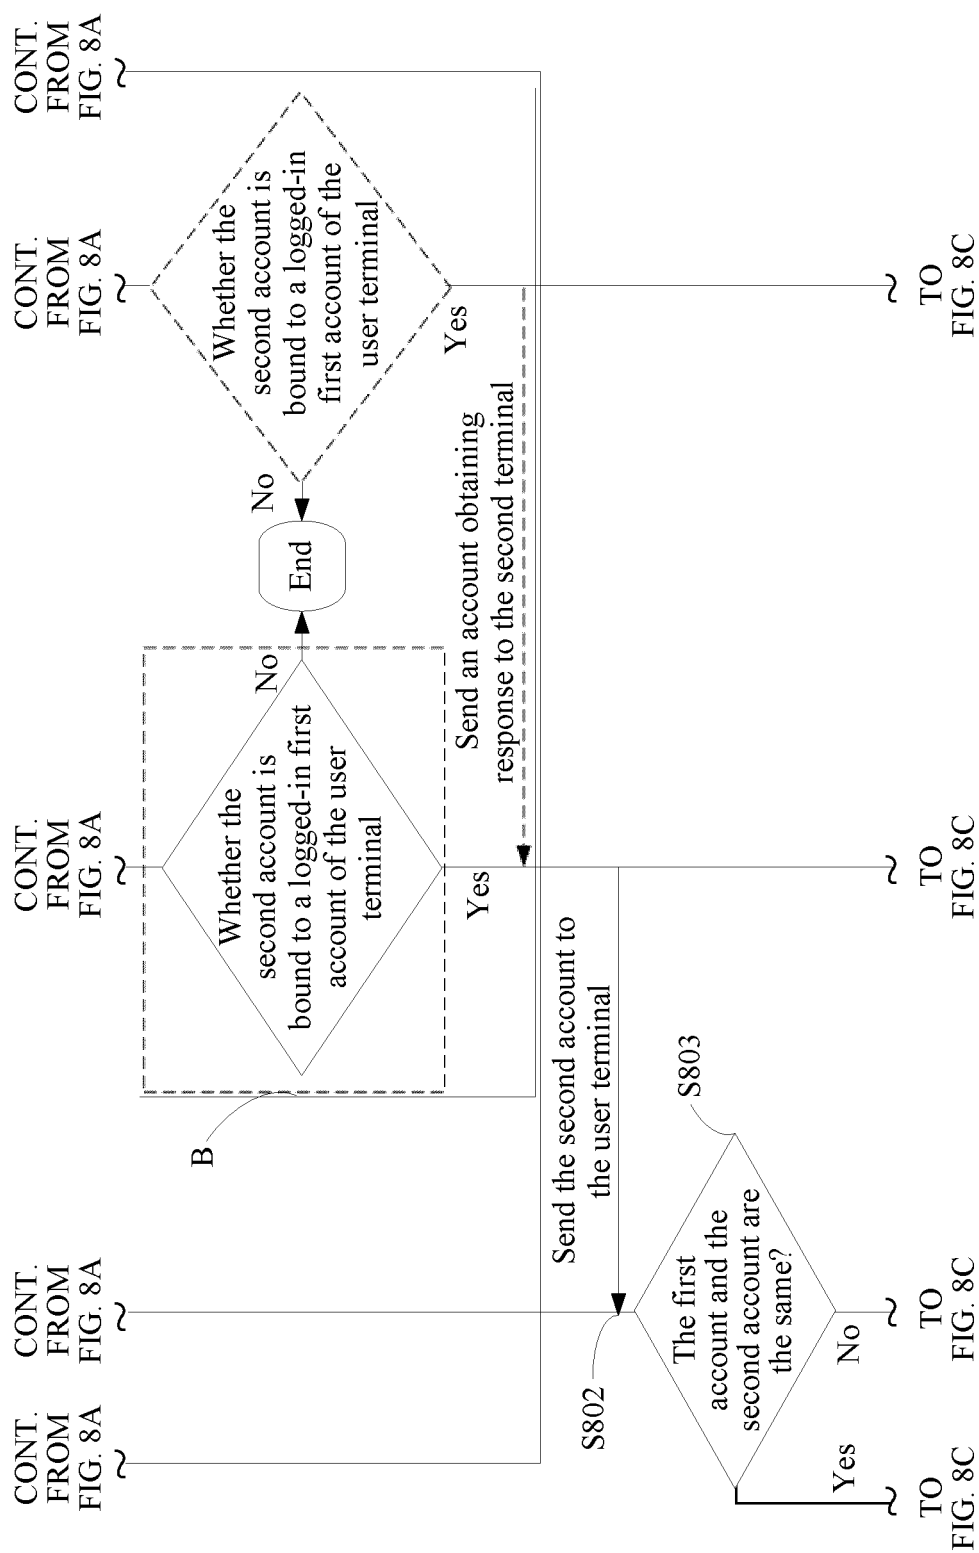 CONT.
FROM
FIG. 8A
CONT.
FROM
FIG. 8A
CONT.
FROM
FIG. 8A
CONT.
FROM
FIG. 8A
CONT.
FROM
FIG. 8A
B
Whether the
second account is
bound to a logged-in first
account of the user
terminal
No
Yes
End
No
Whether the
second account is
bound to a logged-in
first account of the
user terminal
Yes
Send an account obtaining
response to the second terminal
Send the second account to
the user terminal
S802
S803
The first
account and the
second account are
the same?
Yes
No
TO
FIG. 8C
TO
FIG. 8C
TO
FIG. 8C
TO
FIG. 8C